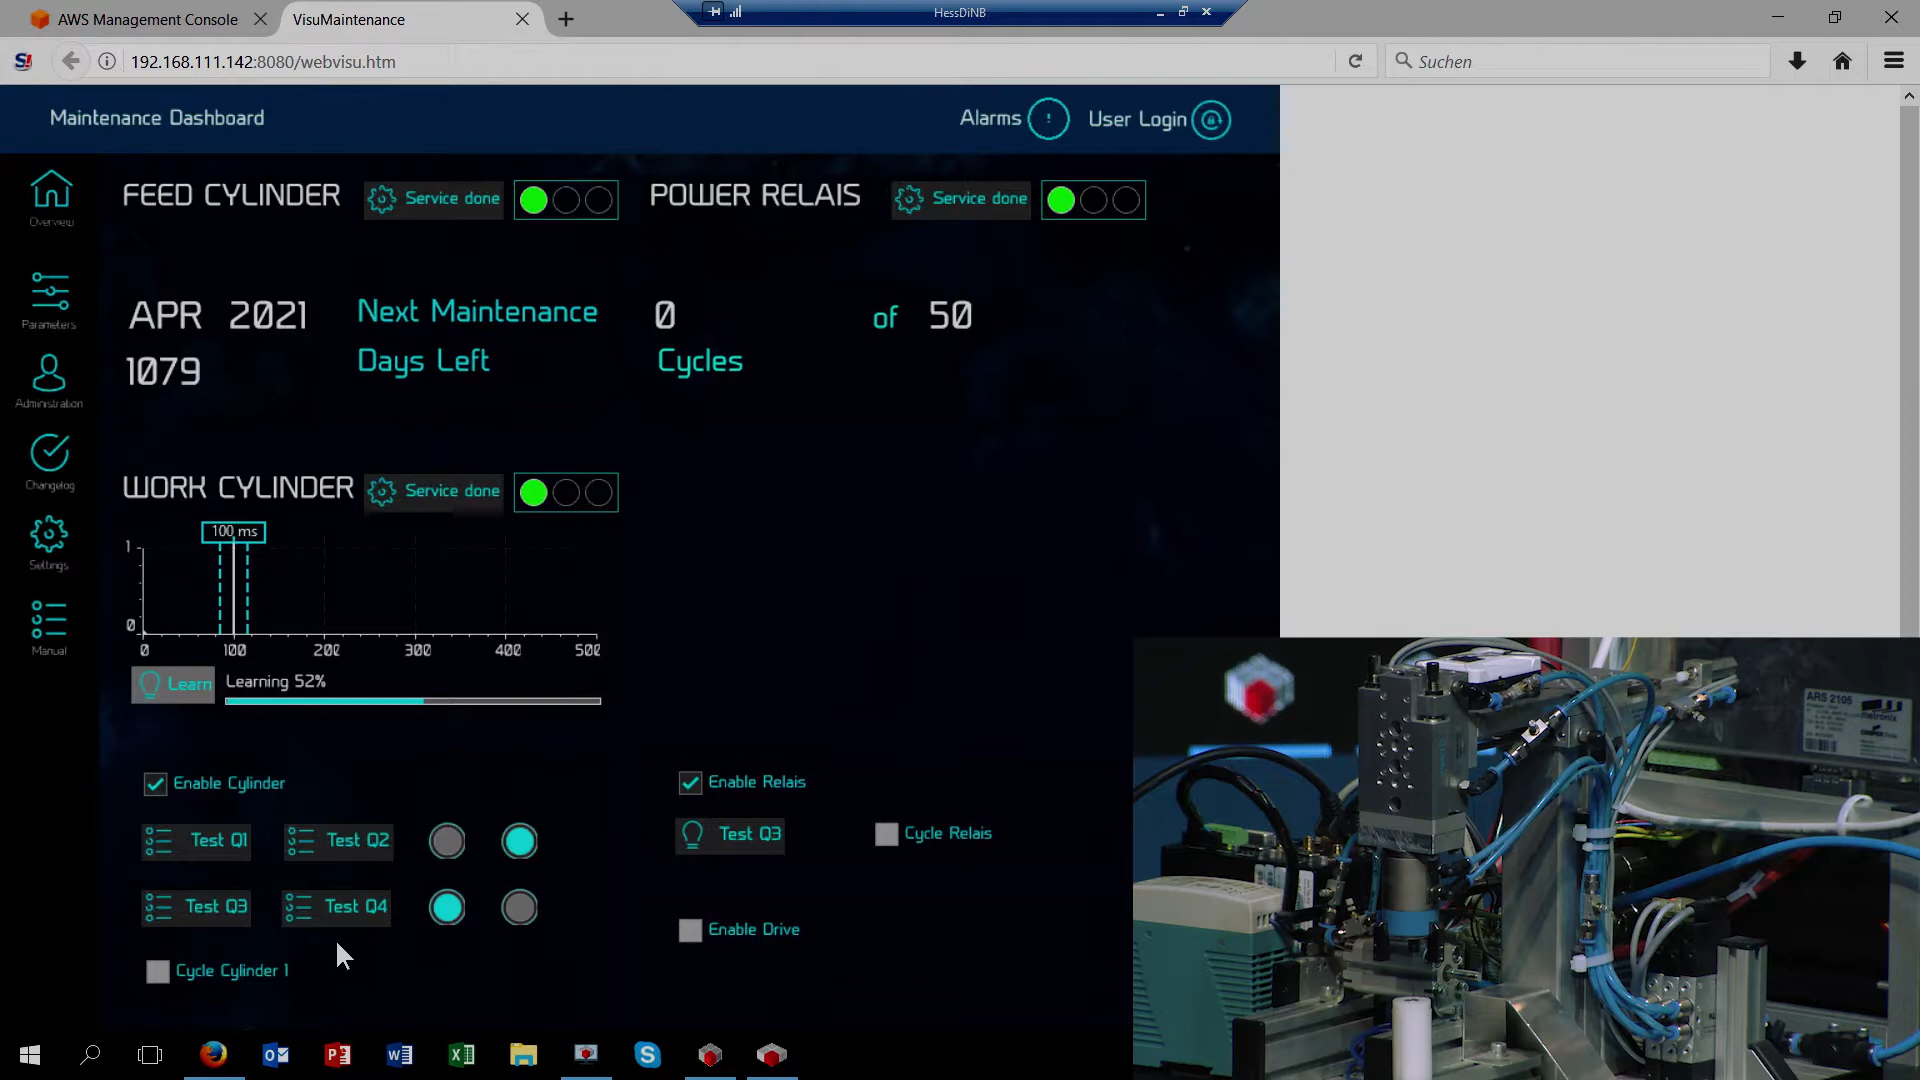 AWS Management Console
VisuMaintenance
HessDiNB
192.168.111.142:8080/webvisu.htm
Suchen
Maintenance Dashboard
Alarms
!
User Login
Overview
Parameters
Administration
Changelog
Settings
Manual
FEED CYLINDER
Service done
POWER RELAIS
Service done
APR 2021
Next Maintenance
1079
Days Left
0 of 50
Cycles
WORK CYLINDER
Service done
100 ms
1
0
0 100 200 300 400 500
Learn
Learning 52%
Enable Cylinder
Test Q1
Test Q2
Test Q3
Test Q4
Cycle Cylinder 1
Enable Relais
Test Q3
Cycle Relais
Enable Drive
ARS 2105
metronix